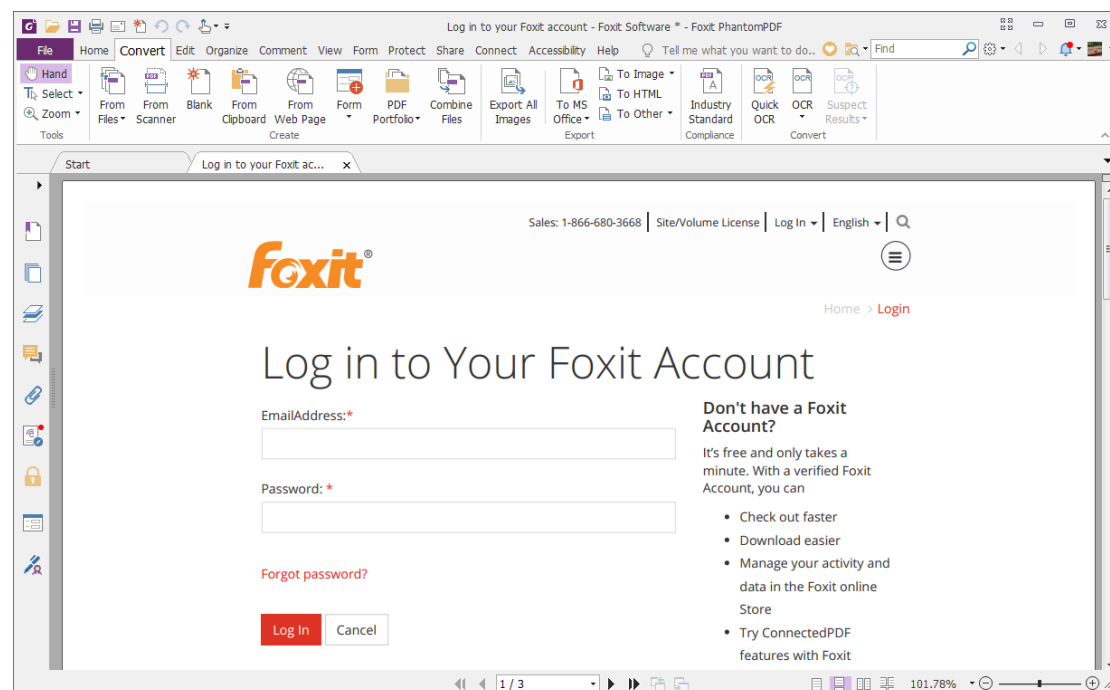 Log in to your Foxit account - Foxit Software * - Foxit PhantomPDF
File Home Convert Edit Organize Comment View Form Protect Share Connect Accessibility Help Tell me what you want to do.. Find
Hand
Select
Zoom
Tools
From Files
From Scanner
Blank
From Clipboard
From Web Page
Form
PDF Portfolio
Combine Files
Create
Export All Images
To MS Office
To Image
To HTML
To Other
Export
Industry Standard
Compliance
Quick OCR
OCR
Suspect Results
Convert
Start
Log in to your Foxit ac... x
Sales: 1-866-680-3668 Site/Volume License Log In English
Foxit®
Home > Login
Log in to Your Foxit Account
EmailAddress:*
Password: *
Forgot password?
Log In Cancel
Don't have a Foxit
Account?
It's free and only takes a
minute. With a verified Foxit
Account, you can
• Check out faster
• Download easier
• Manage your activity and
data in the Foxit online
Store
• Try ConnectedPDF
features with Foxit
1 / 3
101.78%